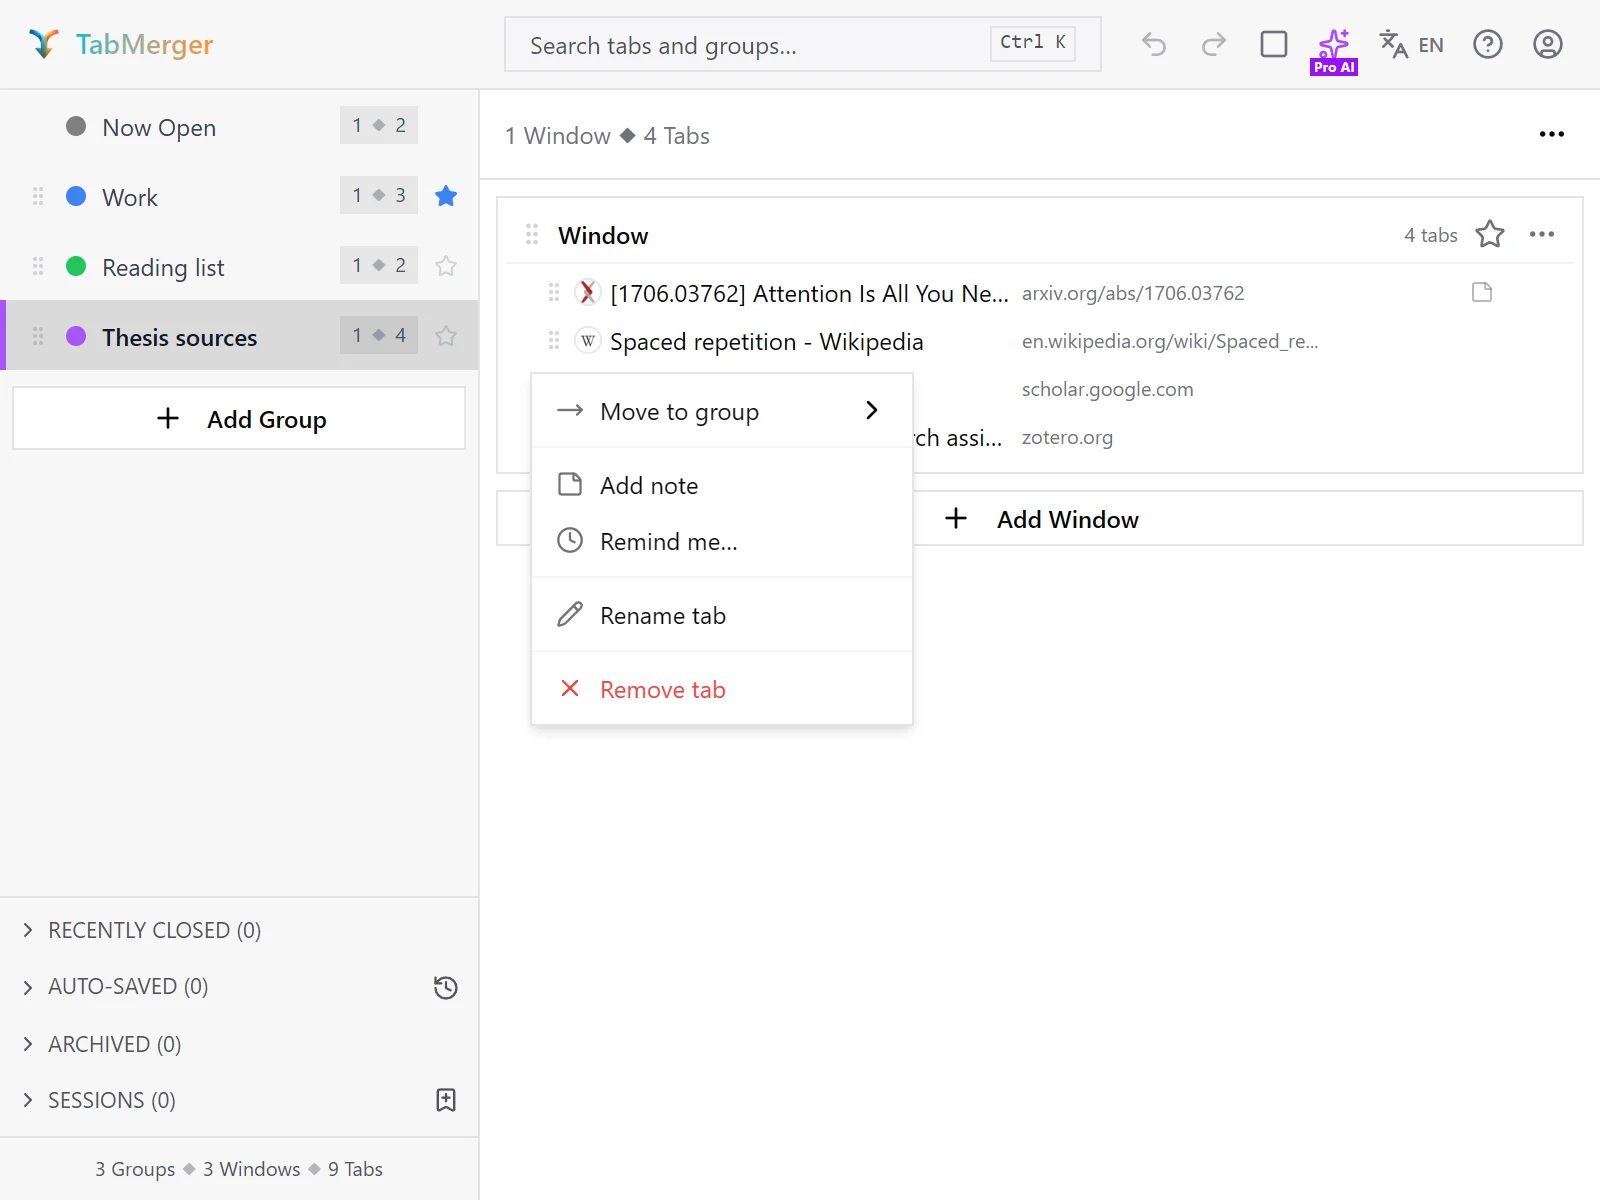 TabMerger
Search tabs and groups...
Ctrl K
Pro AI
EN
Now Open
1 ◆ 2
Work
1 ◆ 3
Reading list
1 ◆ 2
Thesis sources
1 ◆ 4
Add Group
RECENTLY CLOSED (0)
AUTO-SAVED (0)
ARCHIVED (0)
SESSIONS (0)
3 Groups ◆ 3 Windows ◆ 9 Tabs
1 Window ◆ 4 Tabs
Window
4 tabs
[1706.03762] Attention Is All You Ne... arxiv.org/abs/1706.03762
W Spaced repetition - Wikipedia en.wikipedia.org/wiki/Spaced_re...
scholar.google.com
assi... zotero.org
Add Window
Move to group
Add note
Remind me...
Rename tab
Remove tab